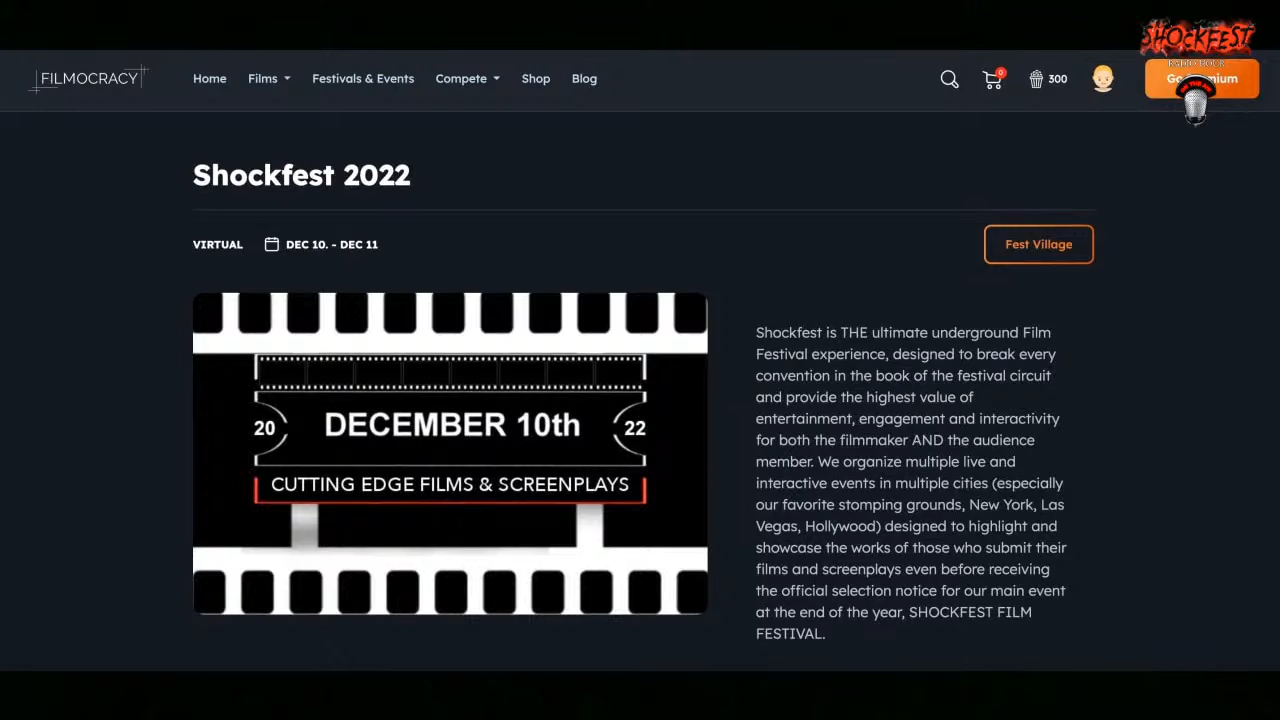 SHOCKFEST
RADIO HOUR
ON THE AIR
FILMOCRACY
Home
Films
Festivals & Events
Compete
Shop
Blog
0
300
Shockfest 2022
VIRTUAL
DEC 10. - DEC 11
Fest Village
20
DECEMBER 10th
22
CUTTING EDGE FILMS & SCREENPLAYS
Shockfest is THE ultimate underground Film
Festival experience, designed to break every
convention in the book of the festival circuit
and provide the highest value of
entertainment, engagement and interactivity
for both the filmmaker AND the audience
member. We organize multiple live and
interactive events in multiple cities (especially
our favorite stomping grounds, New York, Las
Vegas, Hollywood) designed to highlight and
showcase the works of those who submit their
films and screenplays even before receiving
the official selection notice for our main event
at the end of the year, SHOCKFEST FILM
FESTIVAL.